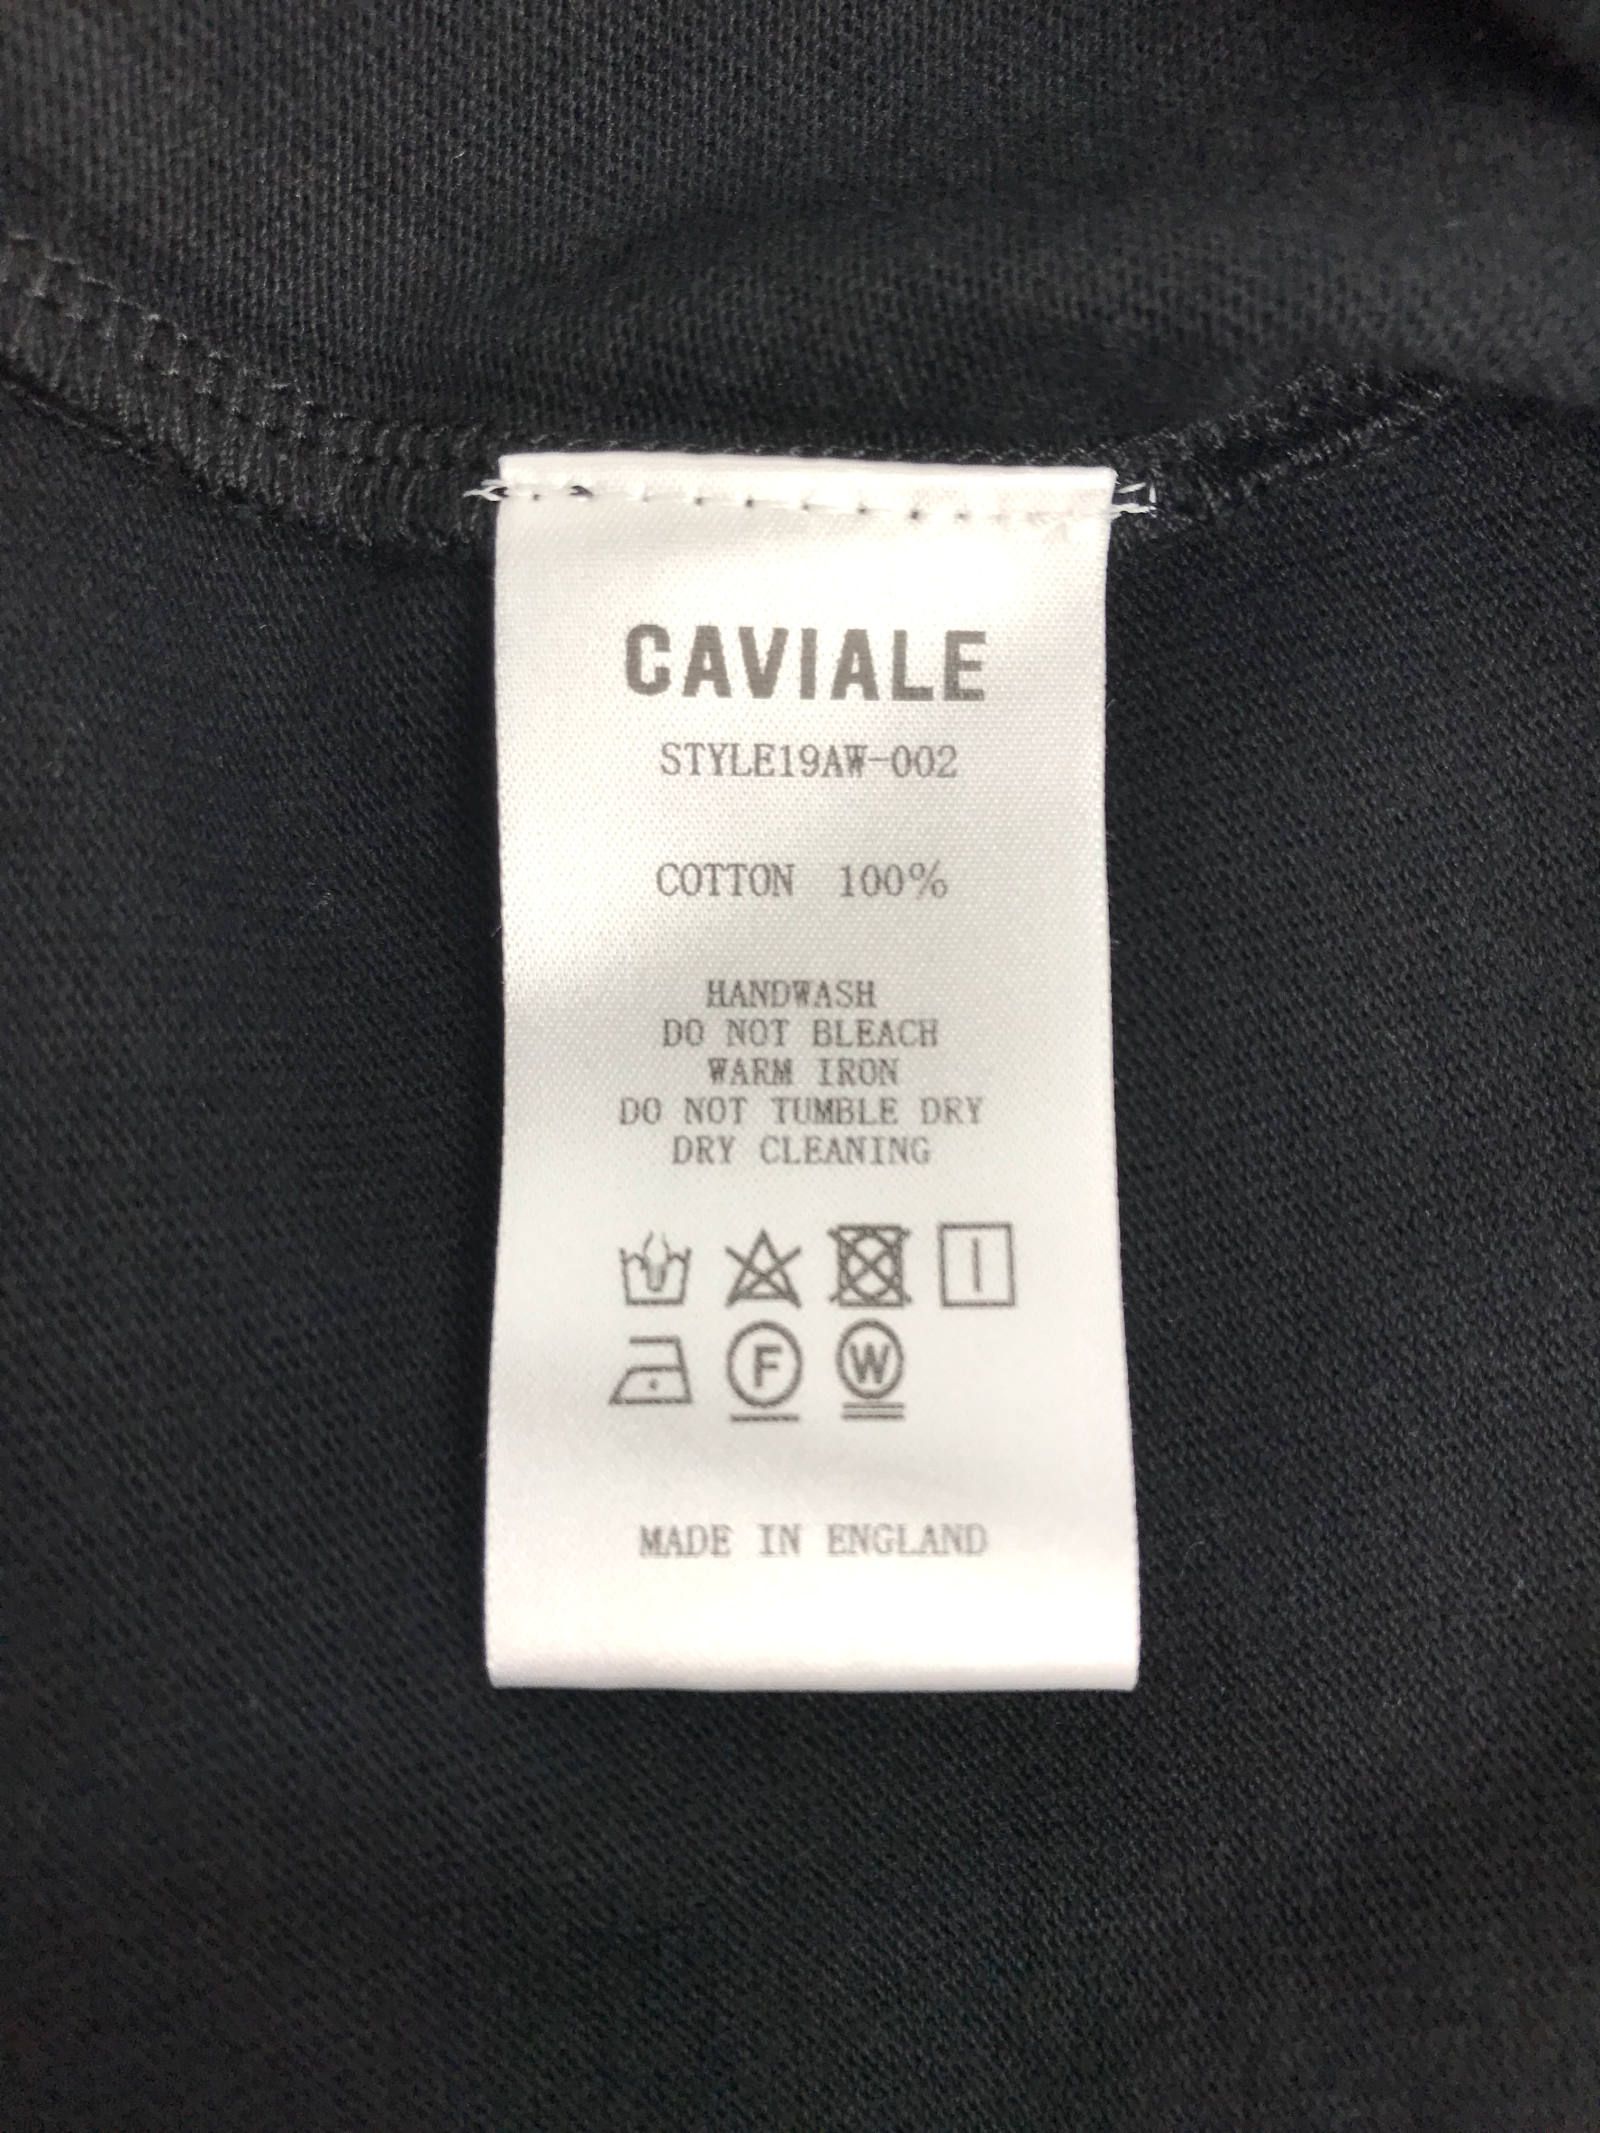 CAVIALE
STYLE19AW-002
COTTON 100%
HANDWASH
DO NOT BLEACH
WARM IRON
DO NOT TUMBLE DRY
DRY CLEANING
F W
MADE IN ENGLAND